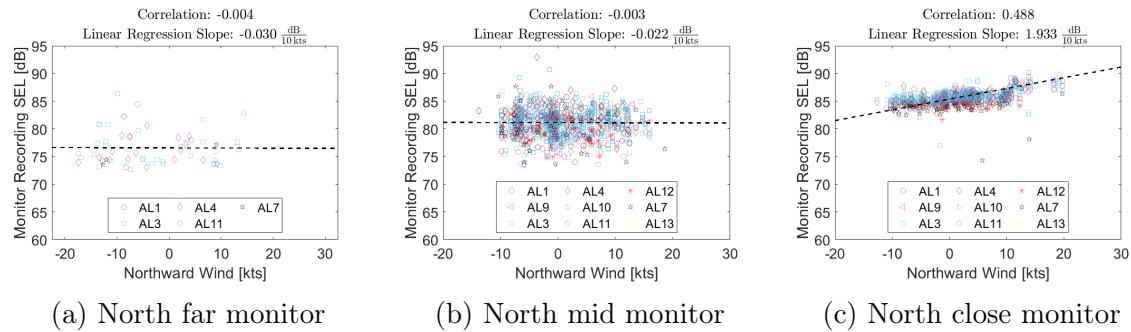 Correlation: -0.004
Linear Regression Slope: -0.030 dB/10 kts
95
90
85
80
75
70
65
60
Monitor Recording SEL [dB]
AL1 AL4 AL7
AL3 AL11
-20 -10 0 10 20 30
Northward Wind [kts]
(a) North far monitor
Correlation: -0.003
Linear Regression Slope: -0.022 dB/10 kts
95
90
85
80
75
70
65
60
Monitor Recording SEL [dB]
AL1 AL4 AL12
AL9 AL10 AL7
AL3 AL11 AL13
-20 -10 0 10 20 30
Northward Wind [kts]
(b) North mid monitor
Correlation: 0.488
Linear Regression Slope: 1.933 dB/10 kts
95
90
85
80
75
70
65
60
Monitor Recording SEL [dB]
AL1 AL4 AL12
AL9 AL10 AL7
AL3 AL11 AL13
-20 -10 0 10 20 30
Northward Wind [kts]
(c) North close monitor